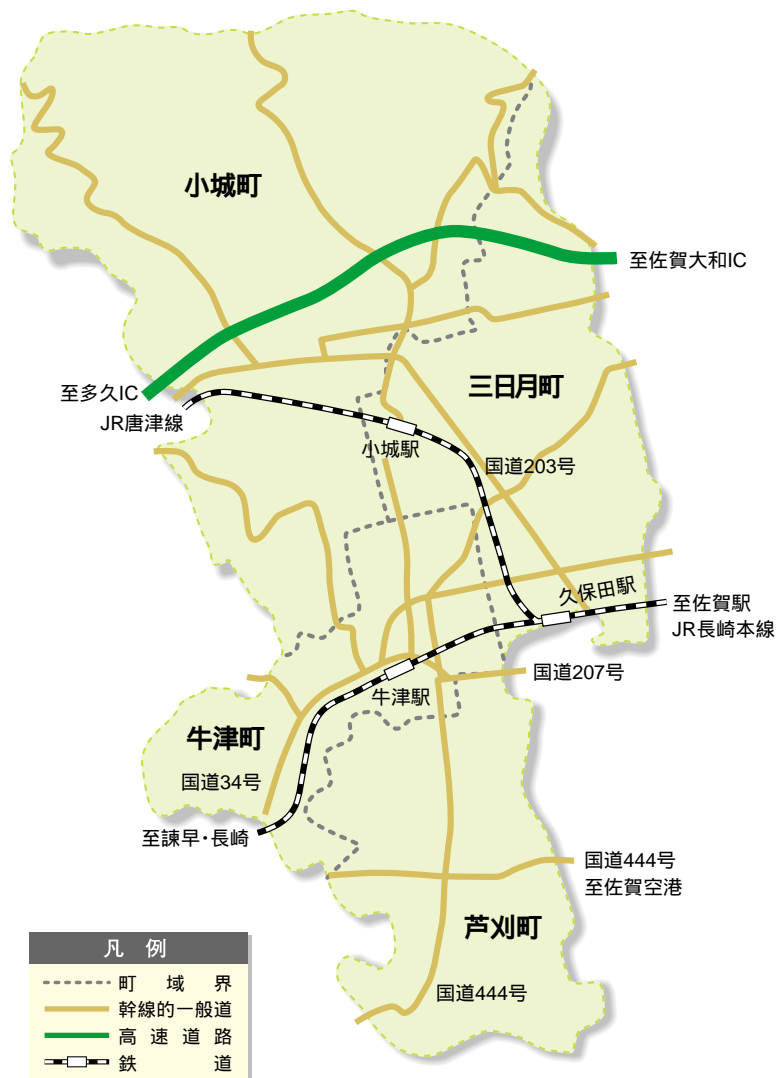 小城町
至佐賀大和IC
三日月町
至多久IC
JR唐津線
小城駅
国道203号
久保田駅
至佐賀駅
JR長崎本線
国道207号
牛津駅
牛津町
国道34号
至諫早・長崎
国道444号
至佐賀空港
芦刈町
国道444号
凡 例
町 域 界
幹線的一般道
高 速 道 路
鉄 道